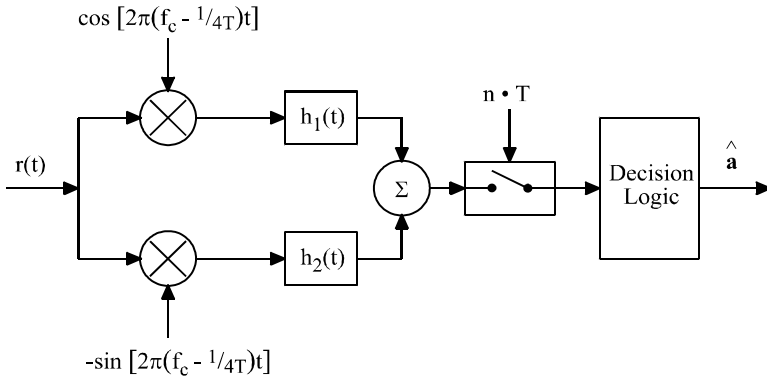 cos [2π(f_c - 1/4T)t]
h_1(t)
n • T
r(t)
Σ
Decision
Logic
â
h_2(t)
-sin [2π(f_c - 1/4T)t]